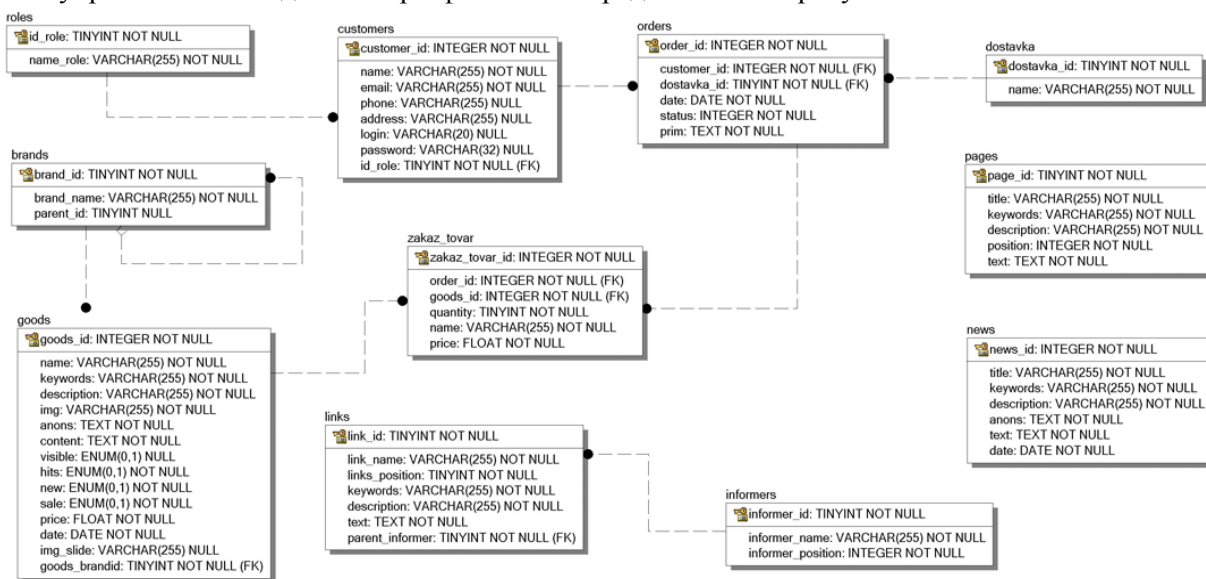 roles
id_role: TINYINT NOT NULL
name_role: VARCHAR(255) NOT NULL
customers
customer_id: INTEGER NOT NULL
name: VARCHAR(255) NOT NULL
email: VARCHAR(255) NOT NULL
phone: VARCHAR(255) NULL
address: VARCHAR(255) NULL
login: VARCHAR(20) NULL
password: VARCHAR(32) NULL
id_role: TINYINT NOT NULL (FK)
orders
order_id: INTEGER NOT NULL
customer_id: INTEGER NOT NULL (FK)
dostavka_id: TINYINT NOT NULL (FK)
date: DATE NOT NULL
status: INTEGER NOT NULL
prim: TEXT NOT NULL
dostavka
dostavka_id: TINYINT NOT NULL
name: VARCHAR(255) NOT NULL
brands
brand_id: TINYINT NOT NULL
brand_name: VARCHAR(255) NOT NULL
parent_id: TINYINT NULL
pages
page_id: TINYINT NOT NULL
title: VARCHAR(255) NOT NULL
keywords: VARCHAR(255) NOT NULL
description: VARCHAR(255) NOT NULL
position: INTEGER NOT NULL
text: TEXT NOT NULL
zakaz_tovar
zakaz_tovar_id: INTEGER NOT NULL
order_id: INTEGER NOT NULL (FK)
goods_id: INTEGER NOT NULL (FK)
quantity: TINYINT NOT NULL
name: VARCHAR(255) NOT NULL
price: FLOAT NOT NULL
goods
goods_id: INTEGER NOT NULL
name: VARCHAR(255) NOT NULL
keywords: VARCHAR(255) NOT NULL
description: VARCHAR(255) NOT NULL
img: VARCHAR(255) NOT NULL
anons: TEXT NOT NULL
content: TEXT NOT NULL
visible: ENUM(0,1) NULL
hits: ENUM(0,1) NOT NULL
new: ENUM(0,1) NOT NULL
sale: ENUM(0,1) NOT NULL
price: FLOAT NOT NULL
date: DATE NOT NULL
img_slide: VARCHAR(255) NULL
goods_brandid: TINYINT NOT NULL (FK)
news
news_id: INTEGER NOT NULL
title: VARCHAR(255) NOT NULL
keywords: VARCHAR(255) NOT NULL
description: VARCHAR(255) NOT NULL
anons: TEXT NOT NULL
text: TEXT NOT NULL
date: DATE NOT NULL
links
link_id: TINYINT NOT NULL
link_name: VARCHAR(255) NOT NULL
links_position: TINYINT NOT NULL
keywords: VARCHAR(255) NOT NULL
description: VARCHAR(255) NOT NULL
text: TEXT NOT NULL
parent_informer: TINYINT NOT NULL (FK)
informers
informer_id: TINYINT NOT NULL
informer_name: VARCHAR(255) NOT NULL
informer_position: INTEGER NOT NULL